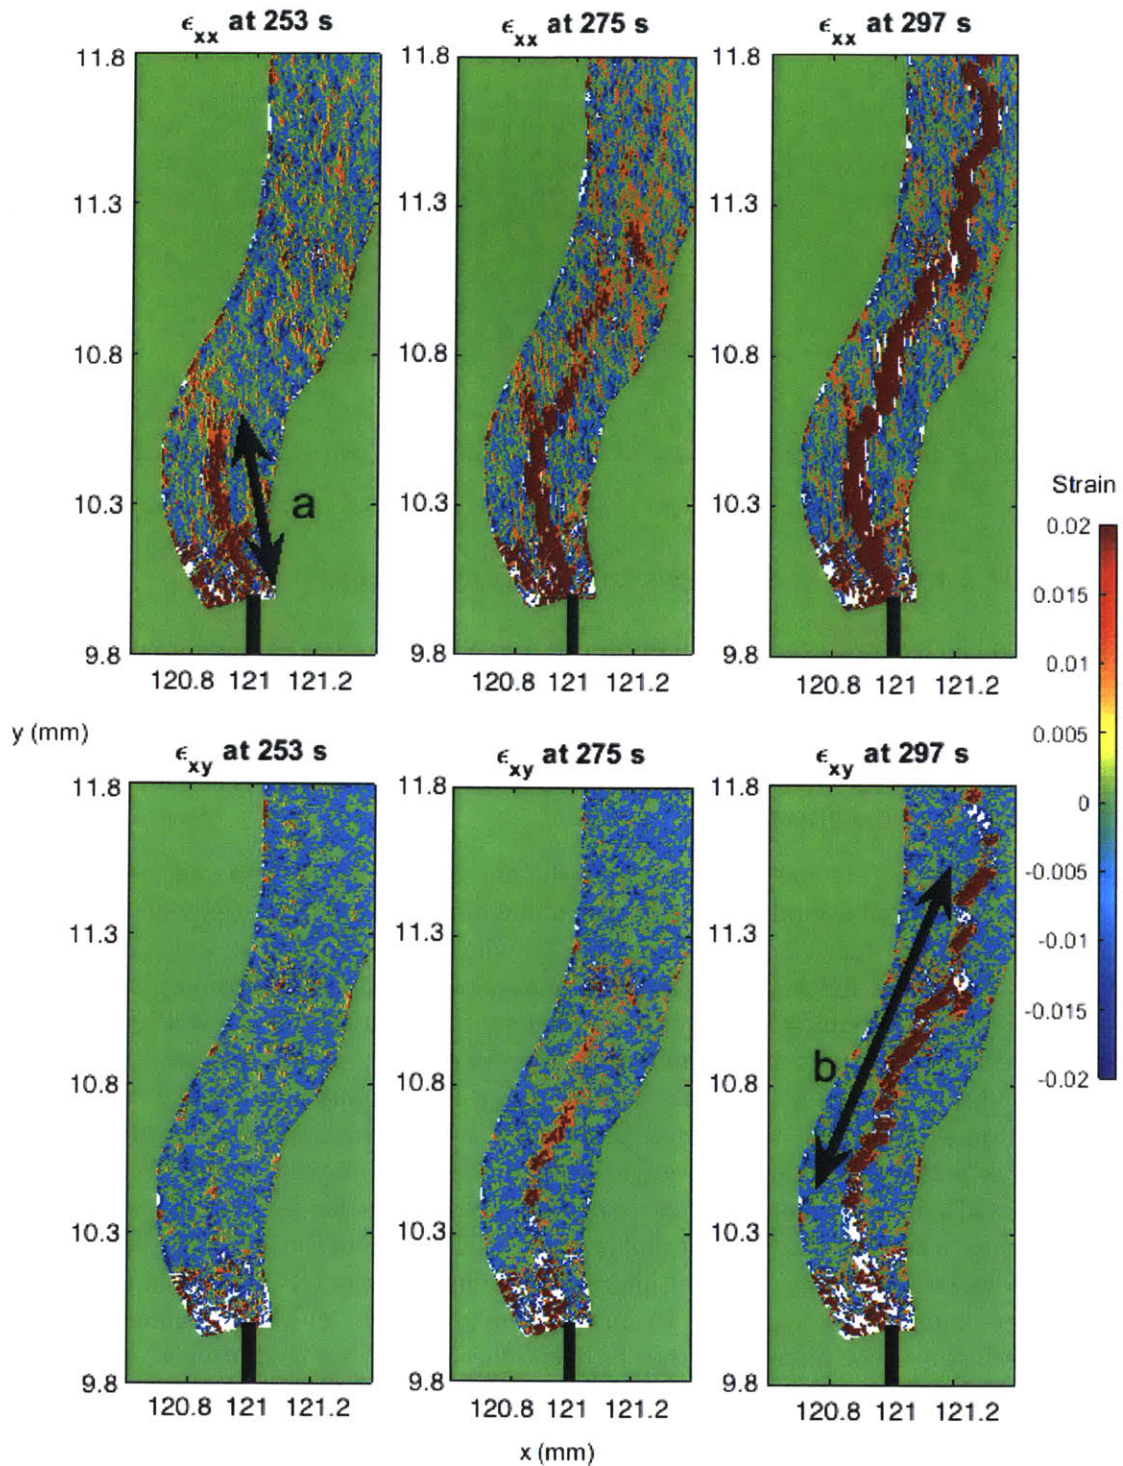 ϵxx at 253 s
ϵxx at 275 s
ϵxx at 297 s
11.8
11.3
10.8
10.3
9.8
120.8 121 121.2
a
11.8
11.3
10.8
10.3
9.8
120.8 121 121.2
11.8
11.3
10.8
10.3
9.8
120.8 121 121.2
Strain
0.02
0.015
0.01
0.005
0
-0.005
-0.01
-0.015
-0.02
y (mm)
ϵxy at 253 s
ϵxy at 275 s
ϵxy at 297 s
11.8
11.3
10.8
10.3
9.8
120.8 121 121.2
11.8
11.3
10.8
10.3
9.8
120.8 121 121.2
11.8
11.3
10.8
10.3
9.8
120.8 121 121.2
b
x (mm)